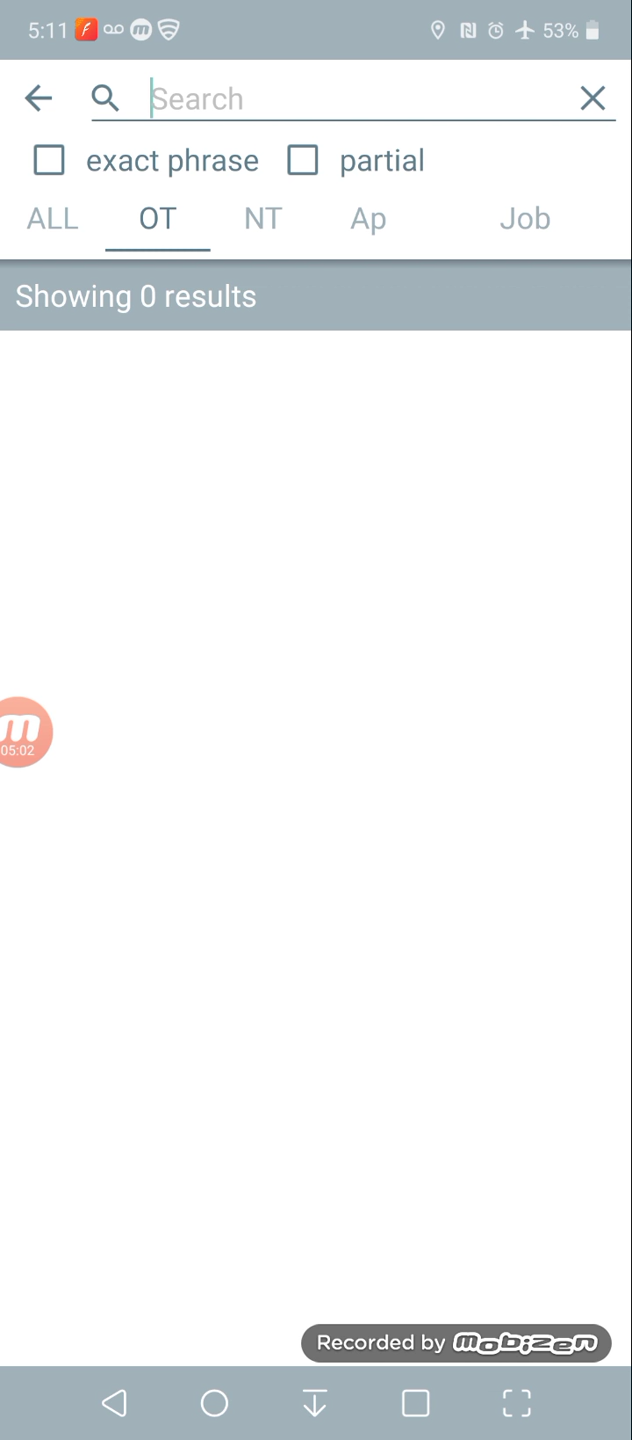 5:11 53%
Search
exact phrase partial
ALL OT NT Ap Job
Showing 0 results
m
05:02
Recorded by mobizen